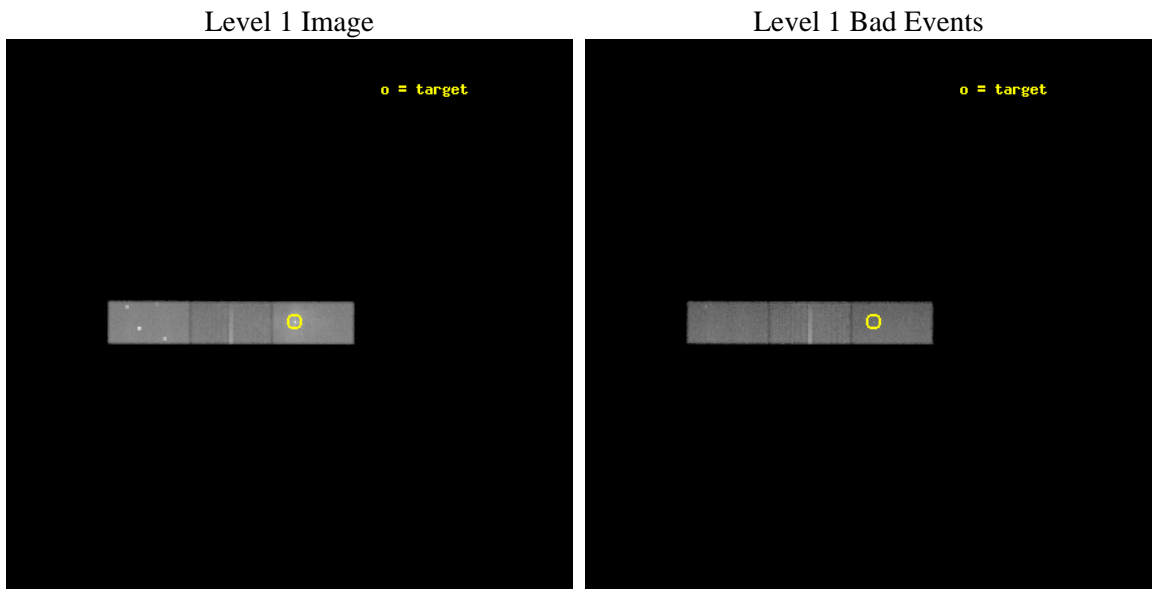 Level 1 Image
Level 1 Bad Events
o = target
o = target